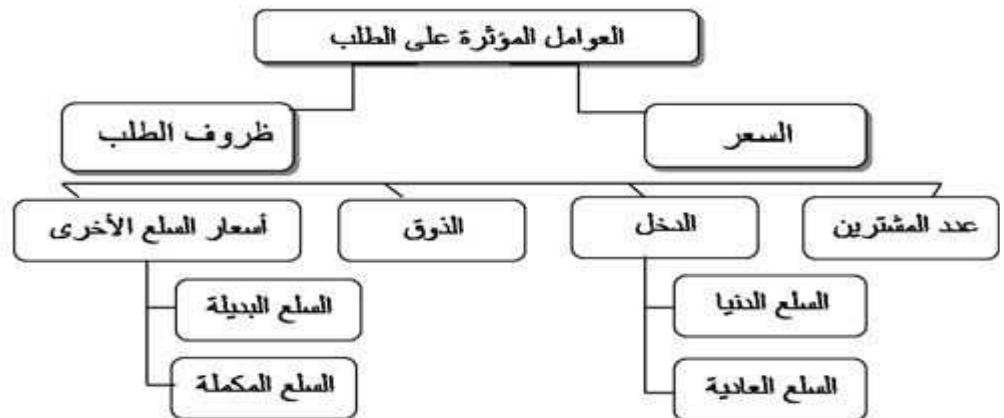 العوامل المؤثرة على الطلب
السعر
ظروف الطلب
عدد المشترين
الدخل
الذوق
أسعار السلع الأخرى
السلع الدنيا
السلع البديلة
السلع العادية
السلع المكملة